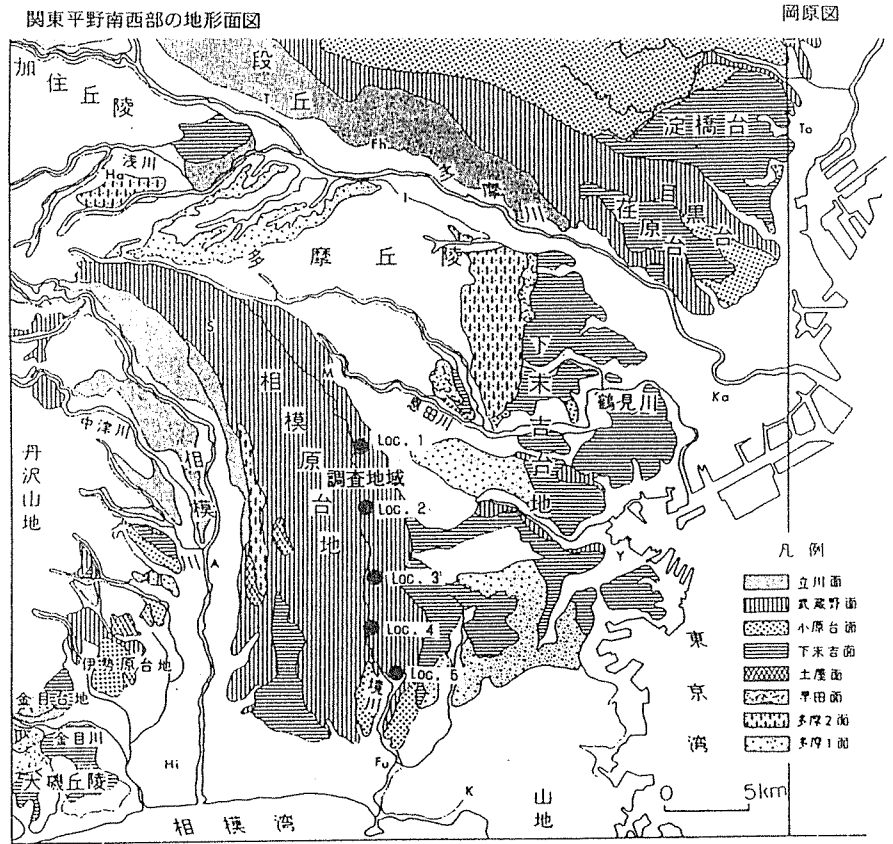 関東平野南西部の地形面図
岡原図
加住丘陵
段丘
T
淀橋台
To
浅川
Ha
Fh
多摩川
I
目黒台
荏原台
多摩丘陵
S
相模原台地
M
恩田川
下末吉台地
鶴見川
Ka
M
Loc. 1
調査地域
Loc. 2
Loc. 3
Loc. 4
Loc. 5
中津川
丹沢山地
相模川
A
Y
伊勢原台地
金目台地
金目川
大磯丘陵
Hi
境川
Fu
K
相模湾
山地
東京湾
凡例
立川面
武蔵野面
小原台面
下末吉面
土屋面
早田面
多摩2面
多摩1面
0 5km